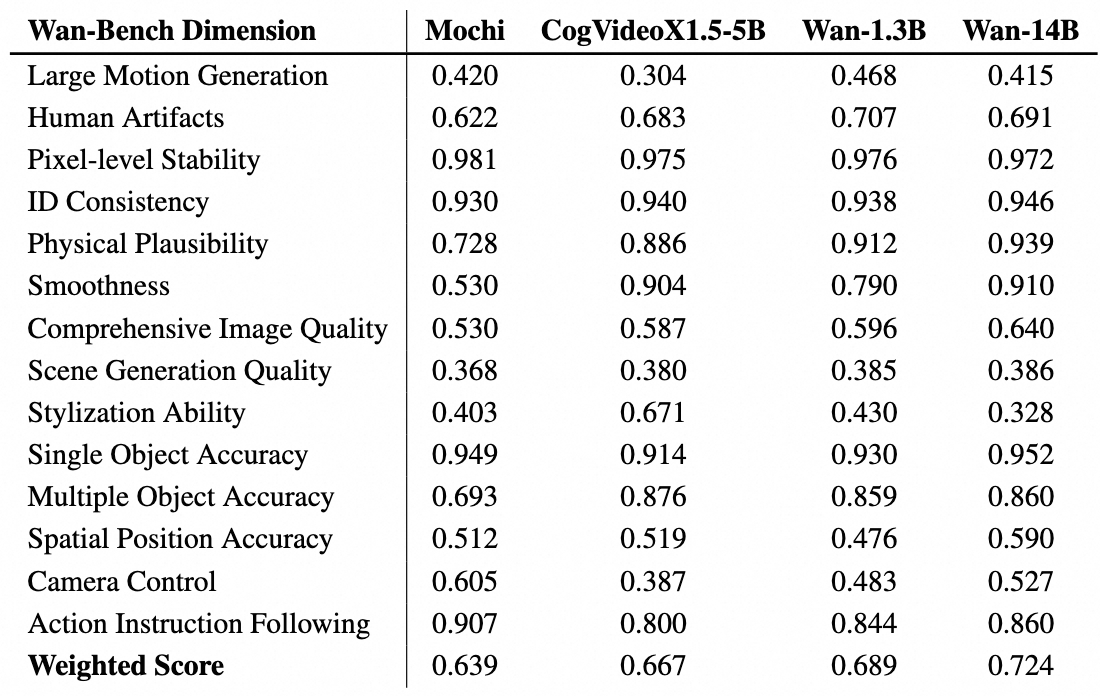 Wan-Bench Dimension Mochi CogVideoX1.5-5B Wan-1.3B Wan-14B
Large Motion Generation 0.420 0.304 0.468 0.415
Human Artifacts 0.622 0.683 0.707 0.691
Pixel-level Stability 0.981 0.975 0.976 0.972
ID Consistency 0.930 0.940 0.938 0.946
Physical Plausibility 0.728 0.886 0.912 0.939
Smoothness 0.530 0.904 0.790 0.910
Comprehensive Image Quality 0.530 0.587 0.596 0.640
Scene Generation Quality 0.368 0.380 0.385 0.386
Stylization Ability 0.403 0.671 0.430 0.328
Single Object Accuracy 0.949 0.914 0.930 0.952
Multiple Object Accuracy 0.693 0.876 0.859 0.860
Spatial Position Accuracy 0.512 0.519 0.476 0.590
Camera Control 0.605 0.387 0.483 0.527
Action Instruction Following 0.907 0.800 0.844 0.860
Weighted Score 0.639 0.667 0.689 0.724